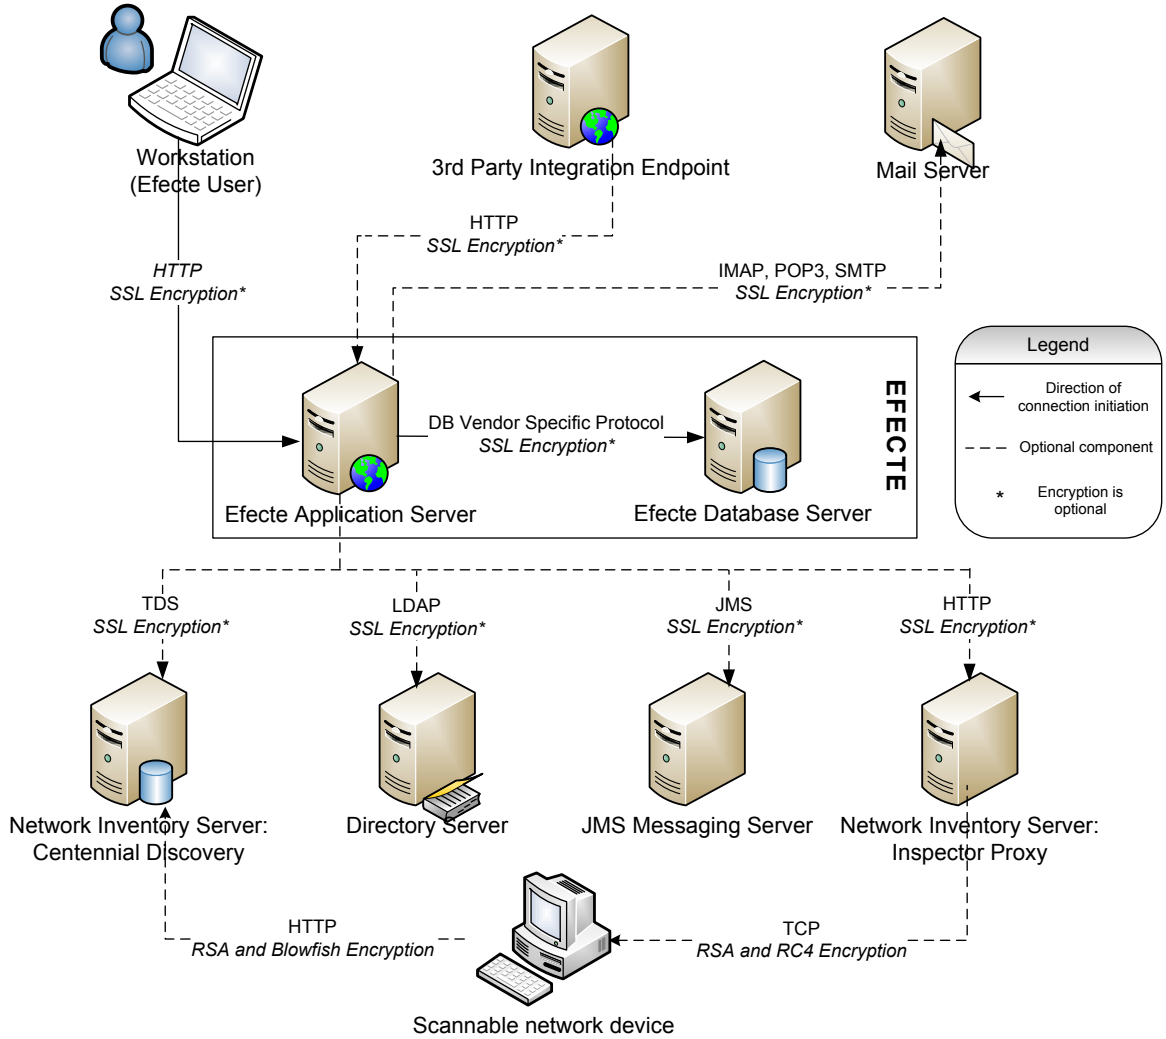 Workstation
(Efecte User)
3rd Party Integration Endpoint
Mail Server
HTTP
SSL Encryption*
HTTP
SSL Encryption*
IMAP, POP3, SMTP
SSL Encryption*
Legend
Direction of
connection initiation
Optional component
*
Encryption is
optional
EFECTE
DB Vendor Specific Protocol
SSL Encryption*
Efecte Application Server
Efecte Database Server
TDS
SSL Encryption*
LDAP
SSL Encryption*
JMS
SSL Encryption*
HTTP
SSL Encryption*
Network Inventory Server:
Centennial Discovery
Directory Server
JMS Messaging Server
Network Inventory Server:
Inspector Proxy
HTTP
RSA and Blowfish Encryption
TCP
RSA and RC4 Encryption
Scannable network device